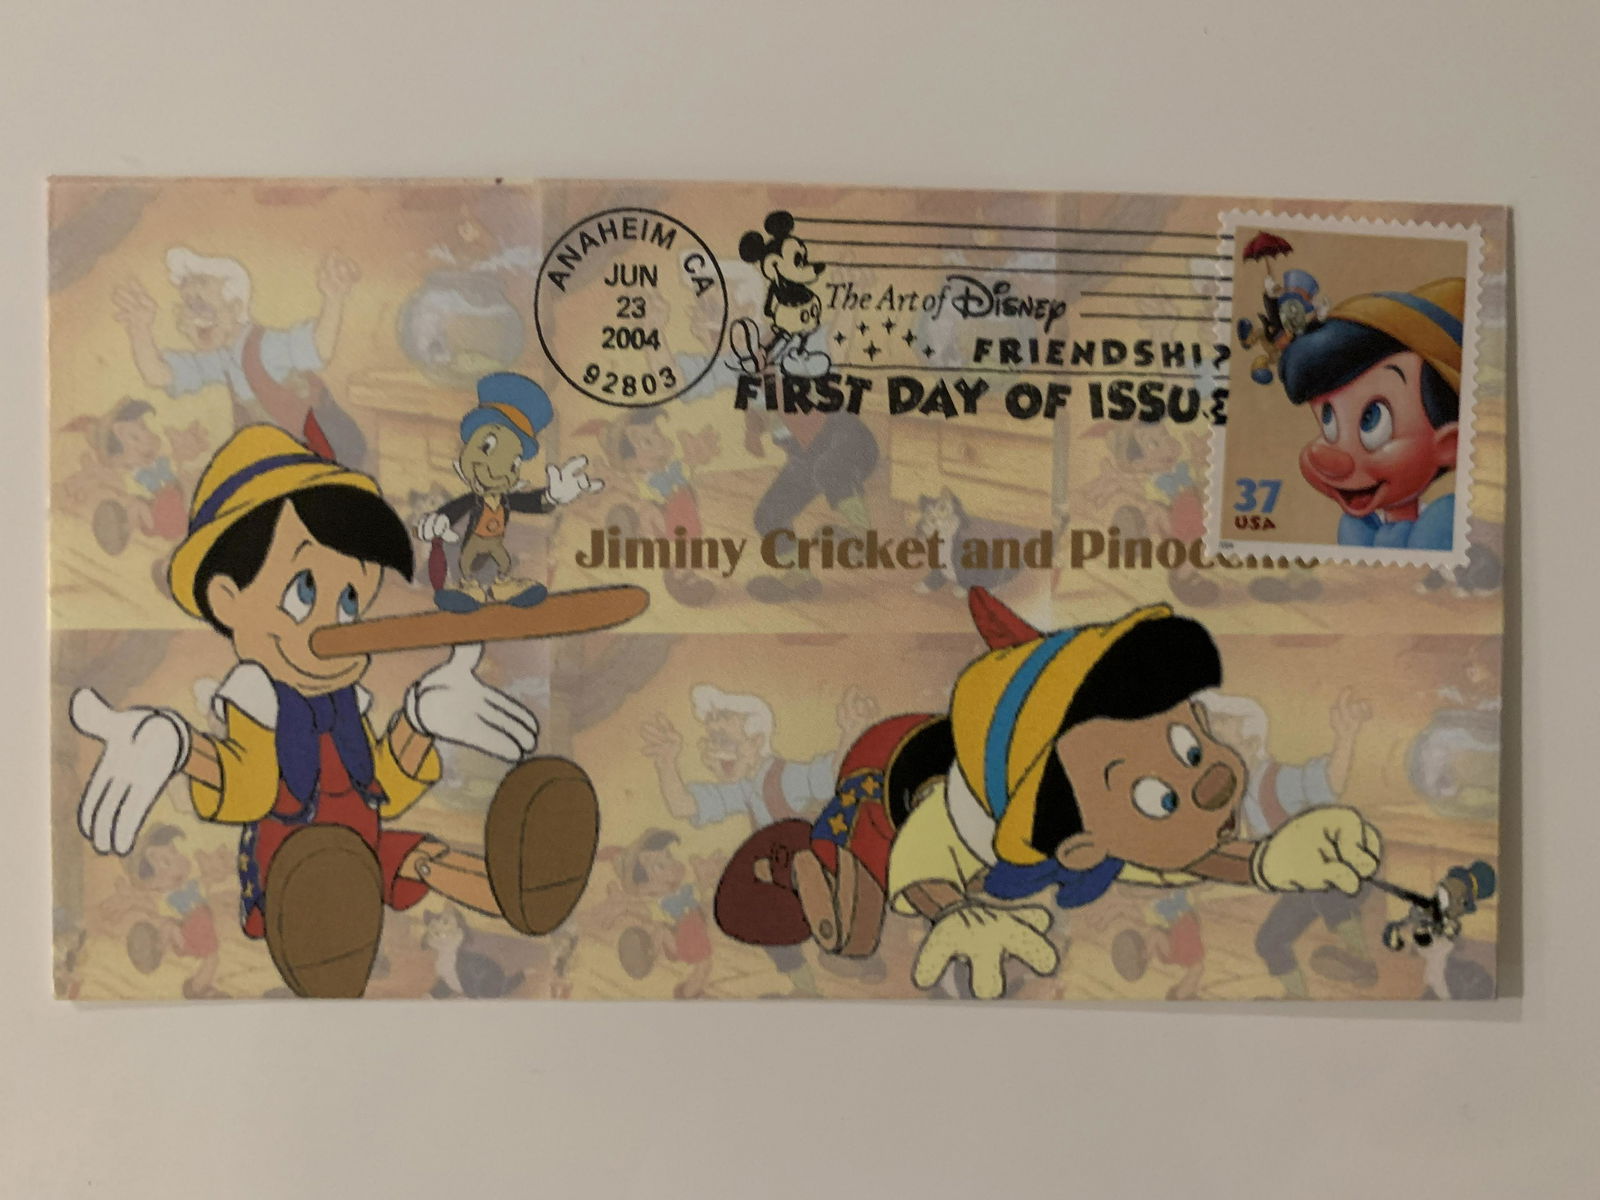 ANAHEIM CA
JUN
23
2004
92803
The Art of Disney
FRIENDSHIP
FIRST DAY OF ISSUE
37
USA
Jiminy Cricket and Pinocchio